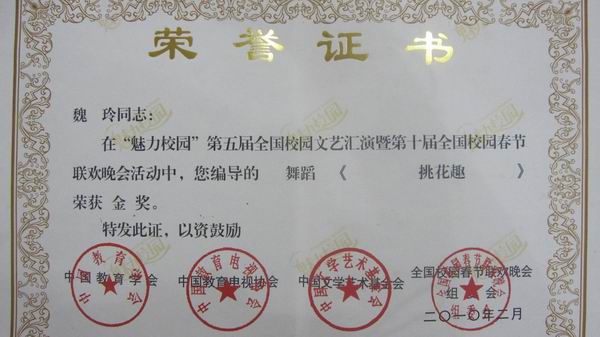 荣誉证书
魏 玲同志：
在“魅力校园”第五届全国校园文艺汇演暨第十届全国校园春节
联欢晚会活动中，您编导的 舞蹈《 挑花趣 》
荣获 金 奖。
特发此证，以资鼓励
中国教育学会 中国教育电视协会 中国文学艺术基金会 全国校园春节联欢晚会
组委会
二〇一〇年二月